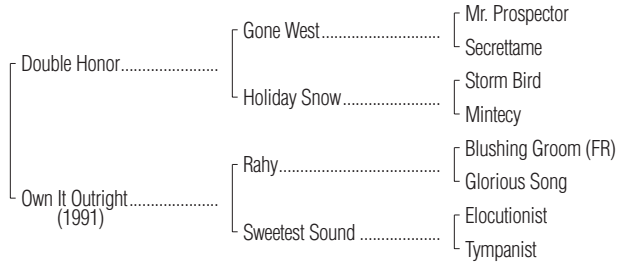 Mr. Prospector
Gone West
Secrettame
Double Honor
Storm Bird
Holiday Snow
Mintecy
Blushing Groom (FR)
Rahy
Glorious Song
Own It Outright
(1991)
Elocutionist
Sweetest Sound
Tympanist